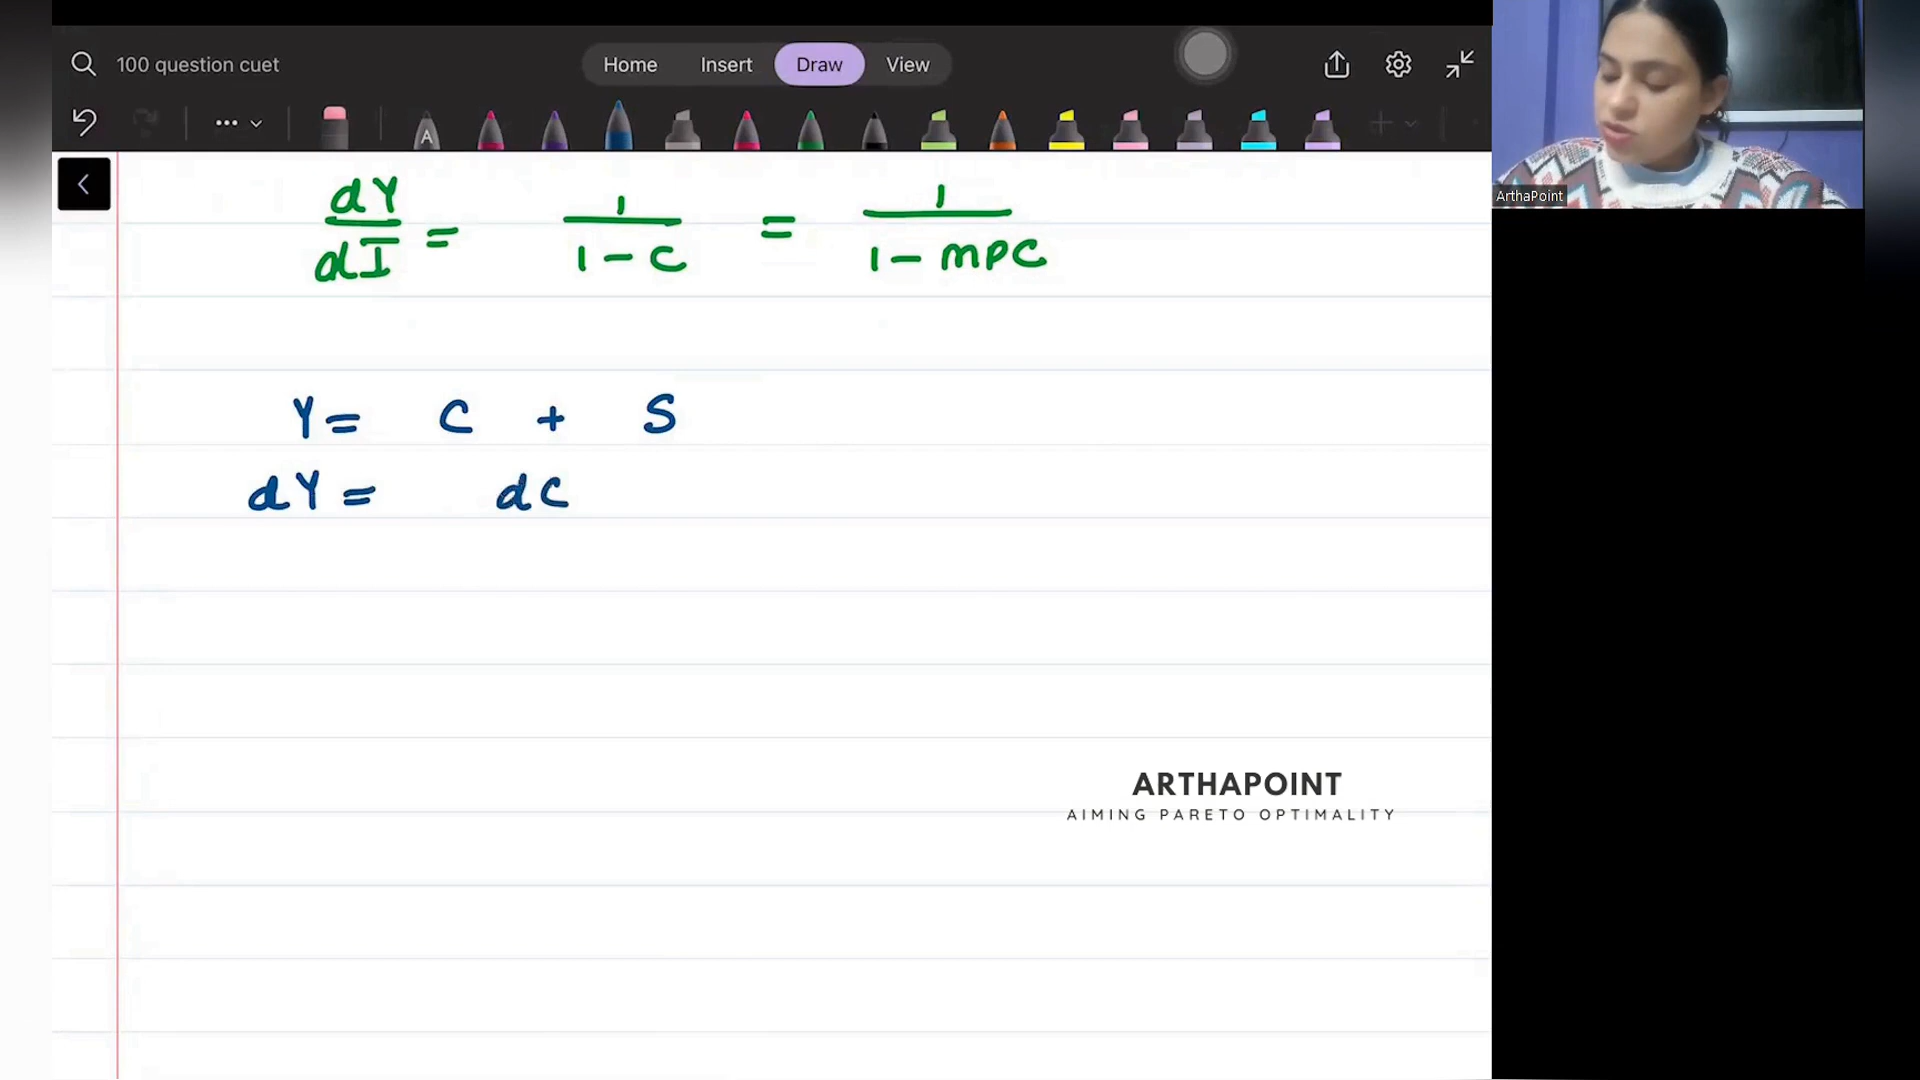 100 question cuet
Home Insert Draw View
A
dY/dI = 1/1-c = 1/1-mpc
Y = C + S
dY = dC
ARTHAPOINT
AIMING PARETO OPTIMALITY
ArthaPoint